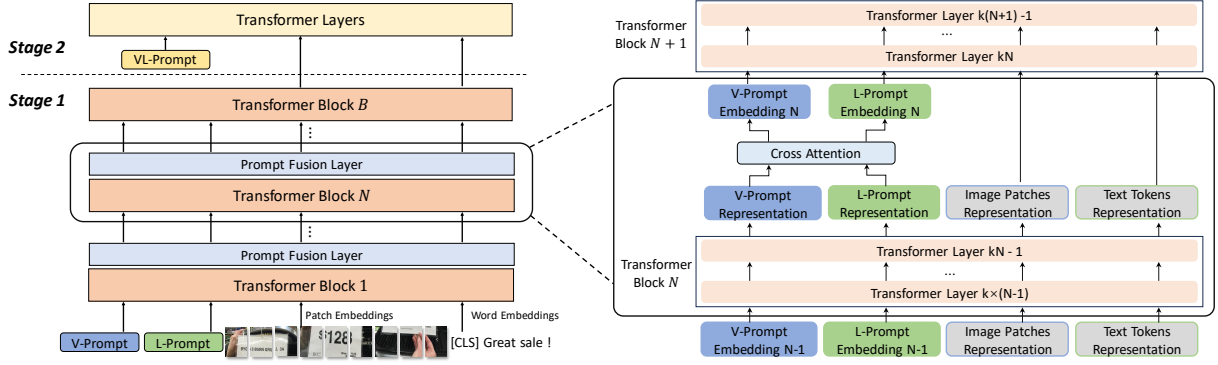 Transformer Layers
Stage 2
VL-Prompt
Stage 1
Transformer Block B
...
Prompt Fusion Layer
Transformer Block N
...
Prompt Fusion Layer
Transformer Block 1
Patch Embeddings
Word Embeddings
V-Prompt
L-Prompt
$128
[CLS] Great sale !
Transformer
Block N + 1
Transformer Layer k(N+1) -1
...
Transformer Layer kN
V-Prompt
Embedding N
L-Prompt
Embedding N
Cross Attention
V-Prompt
Representation
L-Prompt
Representation
Image Patches
Representation
Text Tokens
Representation
Transformer
Block N
Transformer Layer kN - 1
...
Transformer Layer k×(N-1)
V-Prompt
Embedding N-1
L-Prompt
Embedding N-1
Image Patches
Representation
Text Tokens
Representation